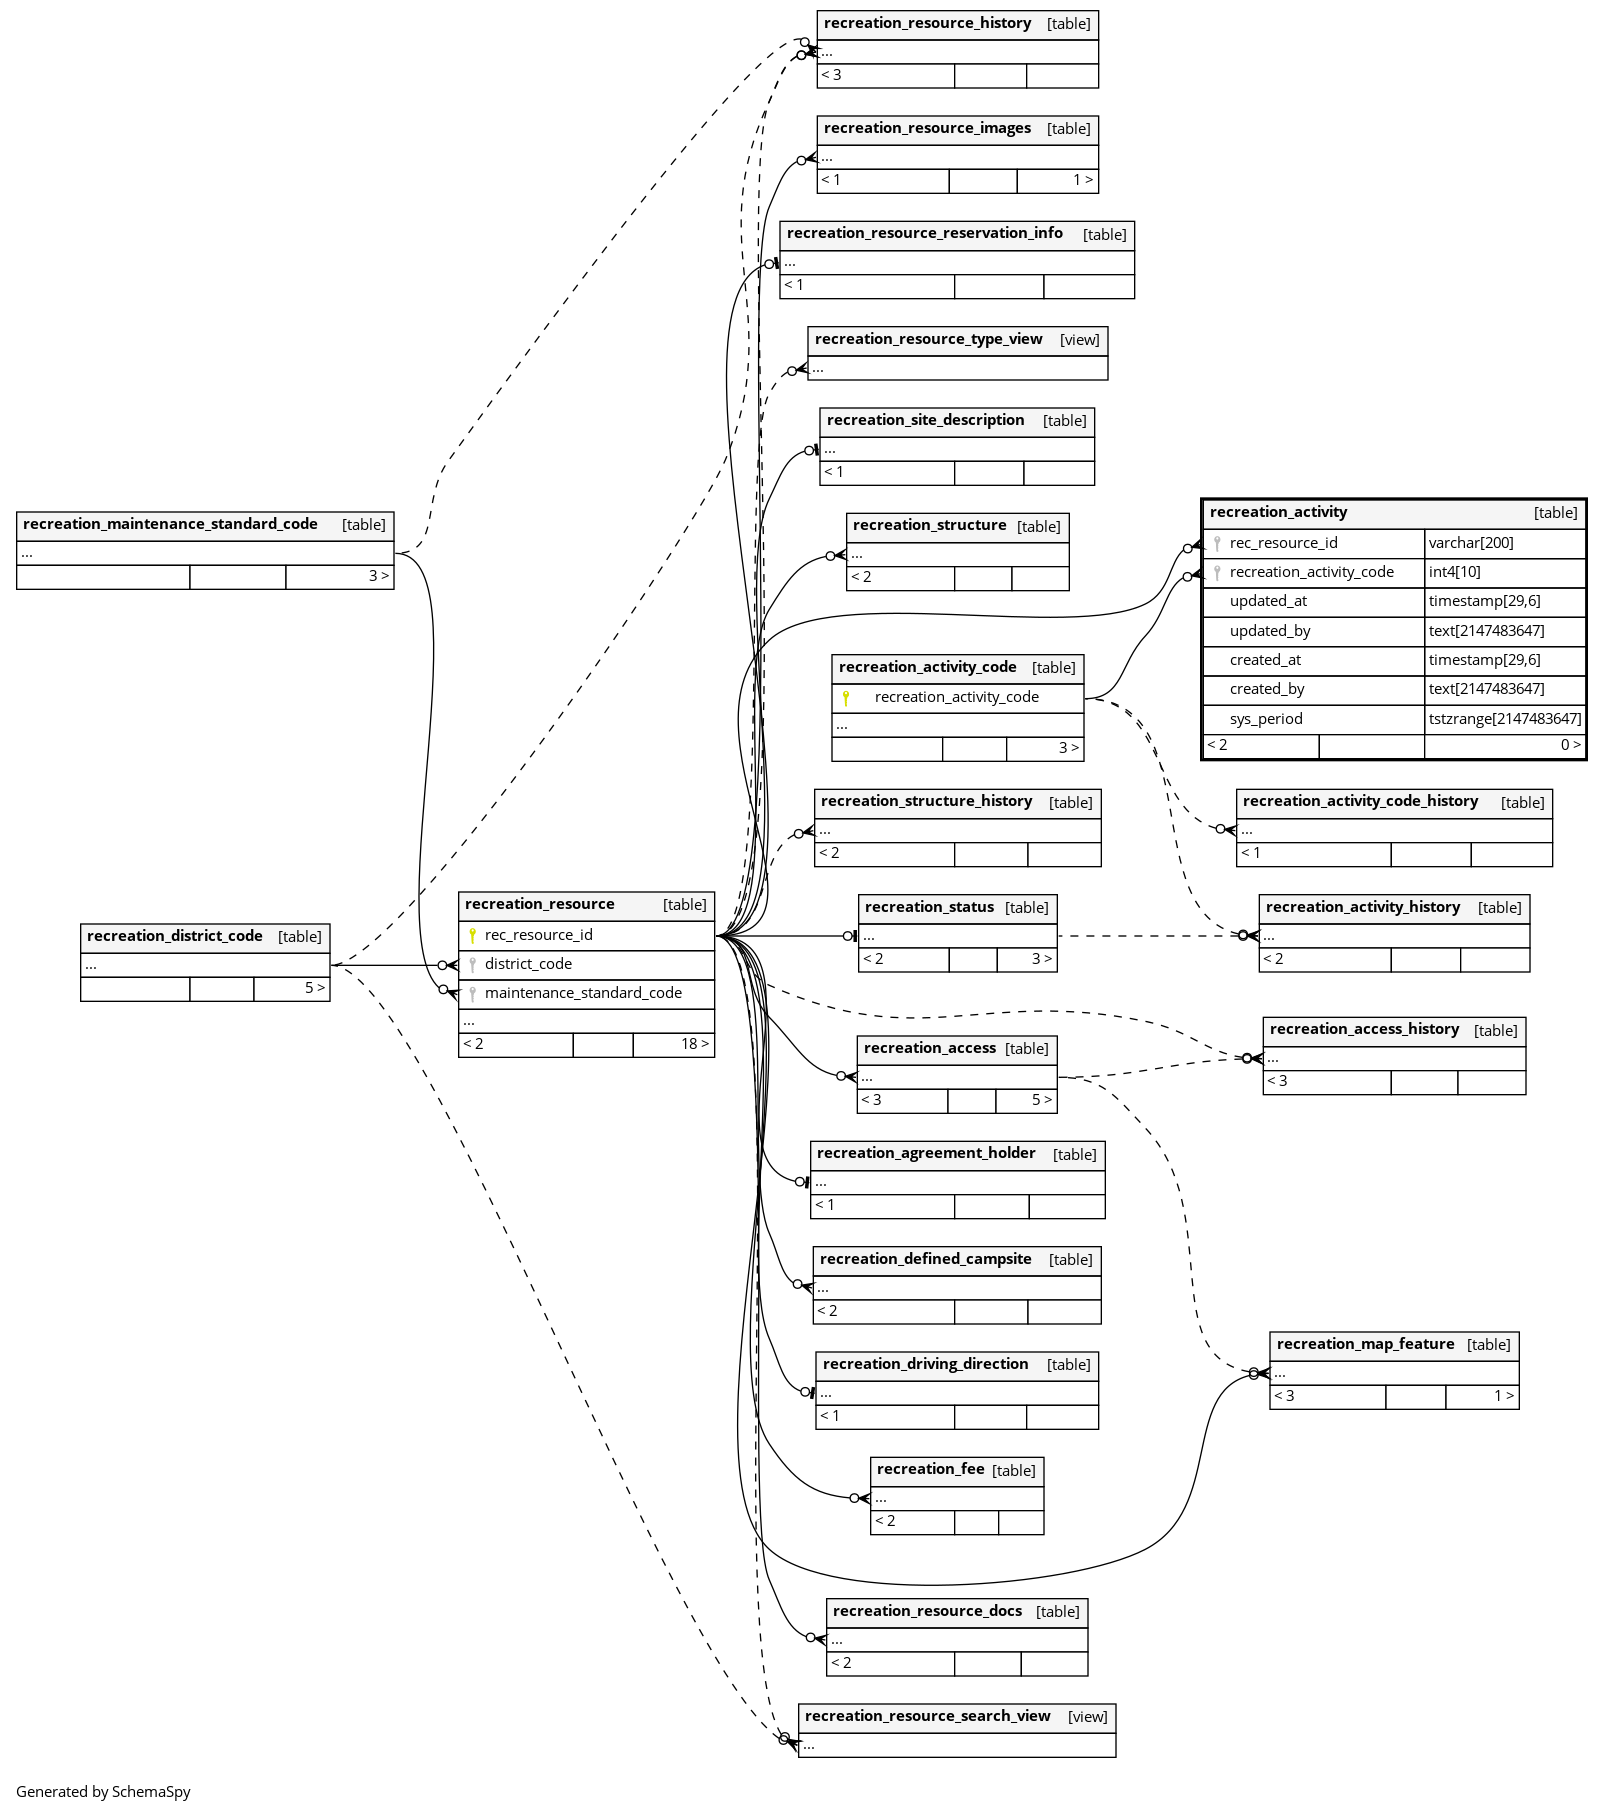 recreation_resource_history [table]
...
< 3
recreation_resource_images [table]
...
< 1 1 >
recreation_resource_reservation_info [table]
...
< 1
recreation_resource_type_view [view]
...
recreation_site_description [table]
...
< 1
recreation_maintenance_standard_code [table]
...
3 >
recreation_structure [table]
...
< 2
recreation_activity [table]
rec_resource_id varchar[200]
recreation_activity_code int4[10]
updated_at timestamp[29,6]
updated_by text[2147483647]
created_at timestamp[29,6]
created_by text[2147483647]
sys_period tstzrange[2147483647]
< 2 0 >
recreation_activity_code [table]
recreation_activity_code
...
3 >
recreation_structure_history [table]
...
< 2
recreation_activity_code_history [table]
...
< 1
recreation_district_code [table]
...
5 >
recreation_resource [table]
rec_resource_id
district_code
maintenance_standard_code
...
< 2 18 >
recreation_status [table]
...
< 2 3 >
recreation_activity_history [table]
...
< 2
recreation_access [table]
...
< 3 5 >
recreation_access_history [table]
...
< 3
recreation_agreement_holder [table]
...
< 1
recreation_defined_campsite [table]
...
< 2
recreation_driving_direction [table]
...
< 1
recreation_map_feature [table]
...
< 3 1 >
recreation_fee [table]
...
< 2
recreation_resource_docs [table]
...
< 2
recreation_resource_search_view [view]
...
Generated by SchemaSpy